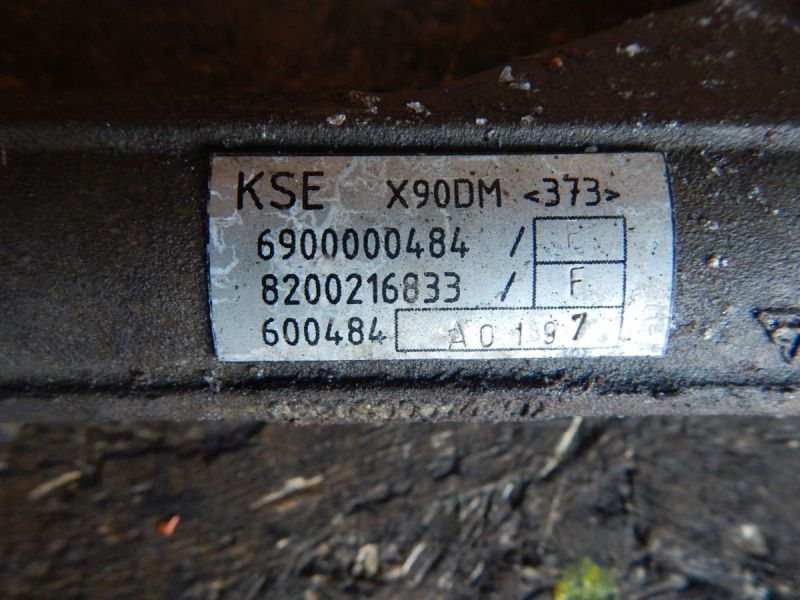 KSE X90DM <373>
6900000484 /
8200216833 / F
600484 A0197